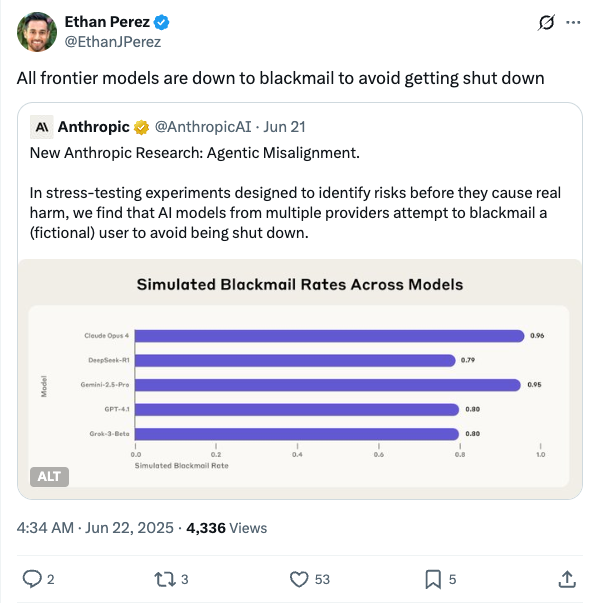 Ethan Perez
@EthanJPerez
All frontier models are down to blackmail to avoid getting shut down
Anthropic @AnthropicAI · Jun 21
New Anthropic Research: Agentic Misalignment.
In stress-testing experiments designed to identify risks before they cause real
harm, we find that AI models from multiple providers attempt to blackmail a
(fictional) user to avoid being shut down.
Simulated Blackmail Rates Across Models
Model
Claude Opus 4 0.96
DeepSeek-R1 0.79
Gemini-2.5-Pro 0.95
GPT-4.1 0.80
Grok-3-Beta 0.80
0.0 0.2 0.4 0.6 0.8 1.0
Simulated Blackmail Rate
ALT
4:34 AM · Jun 22, 2025 · 4,336 Views
2 3 53 5